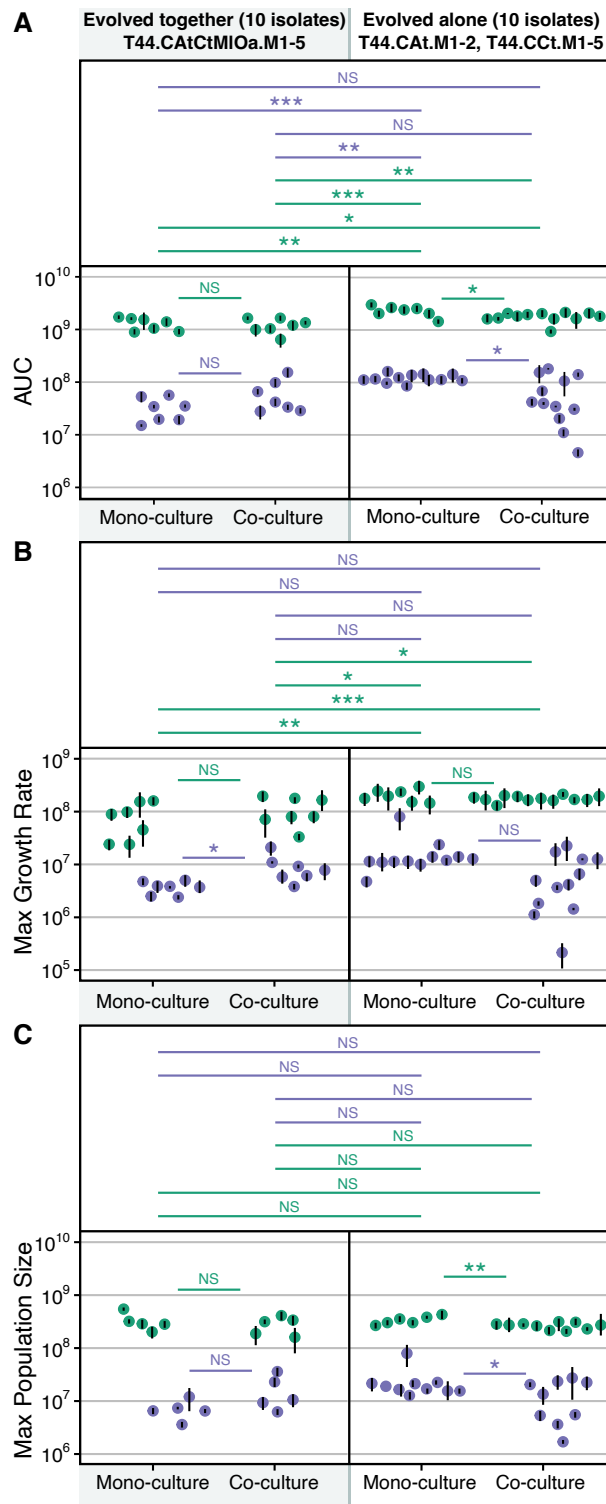 A
Evolved together (10 isolates)
T44.CAtCtMlOa.M1-5
Evolved alone (10 isolates)
T44.CAt.M1-2, T44.CCt.M1-5
NS
***
NS
**
**
***
*
**
10^10
10^9
10^8
10^7
10^6
AUC
NS
NS
*
*
Mono-culture
Co-culture
Mono-culture
Co-culture
B
NS
NS
NS
NS
*
*
***
**
10^9
10^8
10^7
10^6
10^5
Max Growth Rate
NS
*
NS
NS
Mono-culture
Co-culture
Mono-culture
Co-culture
C
NS
NS
NS
NS
NS
NS
NS
NS
10^10
10^9
10^8
10^7
10^6
Max Population Size
NS
NS
**
*
Mono-culture
Co-culture
Mono-culture
Co-culture